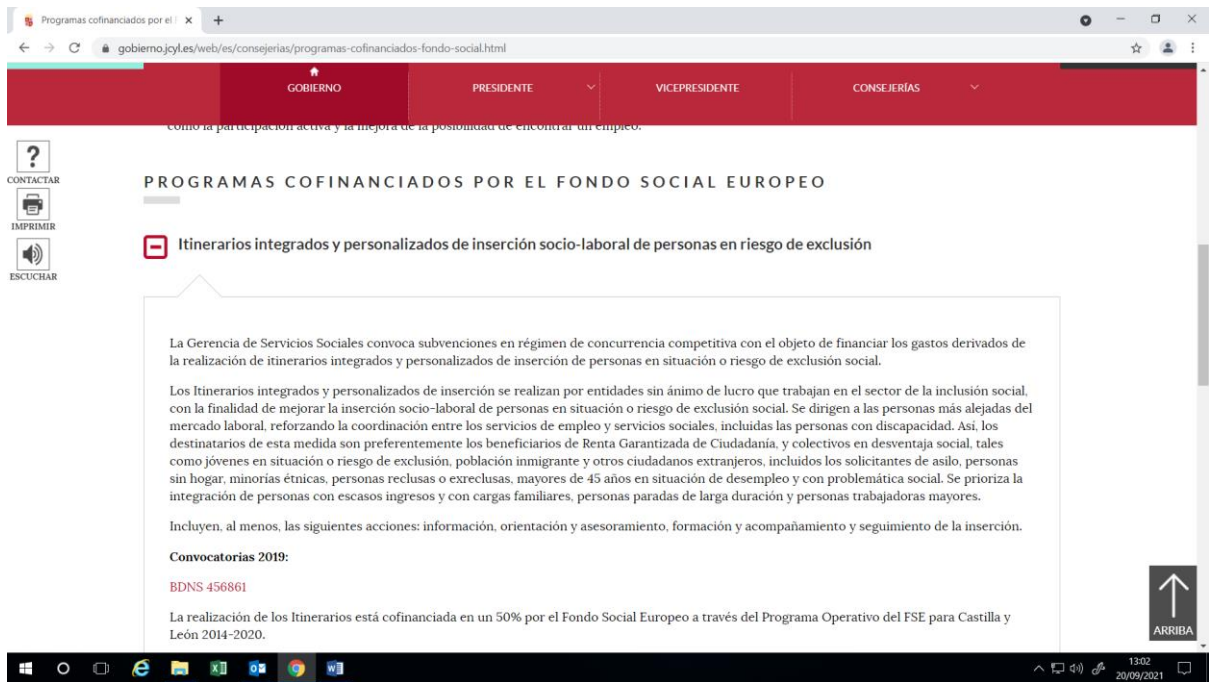 Programas cofinanciados por el
gobierno.jcyl.es/web/es/consejerias/programas-cofinanciados-fondo-social.html
GOBIERNO PRESIDENTE VICEPRESIDENTE CONSEJERÍAS
como la participación activa y la mejora de la posibilidad de encontrar un empleo.
?
CONTACTAR
IMPRIMIR
ESCUCHAR
PROGRAMAS COFINANCIADOS POR EL FONDO SOCIAL EUROPEO
Itinerarios integrados y personalizados de inserción socio-laboral de personas en riesgo de exclusión
La Gerencia de Servicios Sociales convoca subvenciones en régimen de concurrencia competitiva con el objeto de financiar los gastos derivados de
la realización de itinerarios integrados y personalizados de inserción de personas en situación o riesgo de exclusión social.
Los Itinerarios integrados y personalizados de inserción se realizan por entidades sin ánimo de lucro que trabajan en el sector de la inclusión social,
con la finalidad de mejorar la inserción socio-laboral de personas en situación o riesgo de exclusión social. Se dirigen a las personas más alejadas del
mercado laboral, reforzando la coordinación entre los servicios de empleo y servicios sociales, incluidas las personas con discapacidad. Así, los
destinatarios de esta medida son preferentemente los beneficiarios de Renta Garantizada de Ciudadanía, y colectivos en desventaja social, tales
como jóvenes en situación o riesgo de exclusión, población inmigrante y otros ciudadanos extranjeros, incluidos los solicitantes de asilo, personas
sin hogar, minorías étnicas, personas reclusas o exreclusas, mayores de 45 años en situación de desempleo y con problemática social. Se prioriza la
integración de personas con escasos ingresos y con cargas familiares, personas paradas de larga duración y personas trabajadoras mayores.
Incluyen, al menos, las siguientes acciones: información, orientación y asesoramiento, formación y acompañamiento y seguimiento de la inserción.
Convocatorias 2019:
BDNS 456861
La realización de los Itinerarios está cofinanciada en un 50% por el Fondo Social Europeo a través del Programa Operativo del FSE para Castilla y
León 2014-2020.
ARRIBA
13:02
20/09/2021